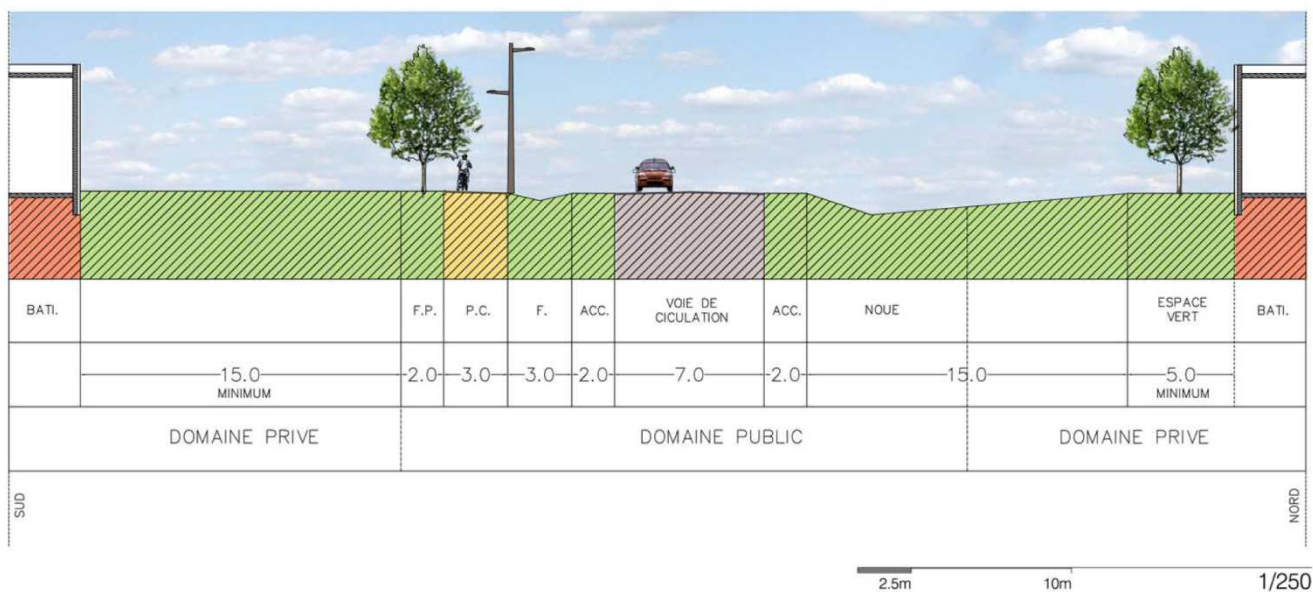 BATI.
F.P.
P.C.
F.
ACC.
VOIE DE
CICULATION
ACC.
NOUE
ESPACE
VERT
BATI.
15.0
MINIMUM
2.0
3.0
3.0
2.0
7.0
2.0
15.0
5.0
MINIMUM
DOMAINE PRIVE
DOMAINE PUBLIC
DOMAINE PRIVE
SUD
NORD
2.5m
10m
1/250